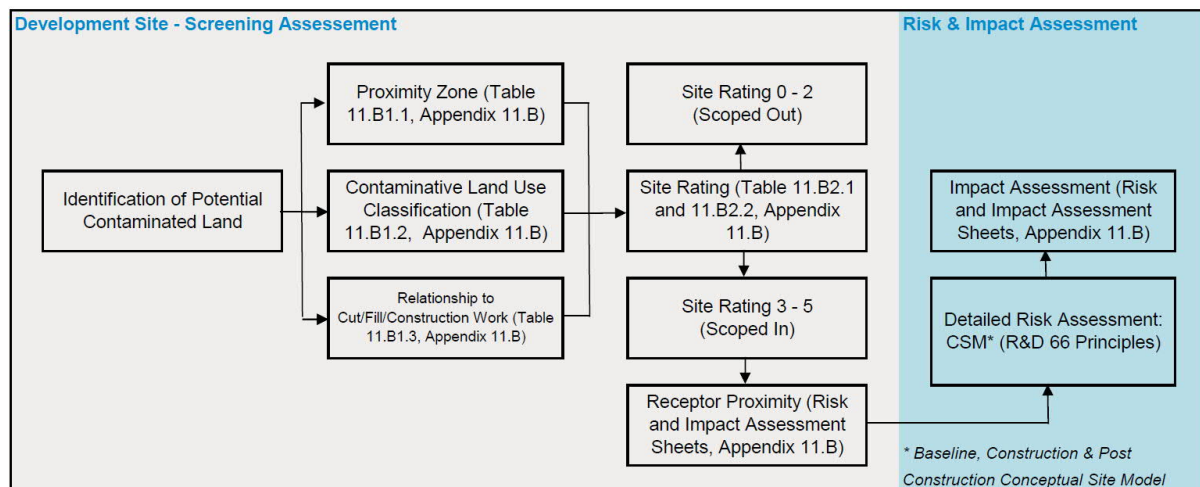 Development Site - Screening Assessement
Risk & Impact Assessment
Identification of Potential
Contaminated Land
Proximity Zone (Table
11.B1.1, Appendix 11.B)
Contaminative Land Use
Classification (Table
11.B1.2, Appendix 11.B)
Relationship to
Cut/Fill/Construction Work (Table
11.B1.3, Appendix 11.B)
Site Rating 0 - 2
(Scoped Out)
Site Rating (Table 11.B2.1
and 11.B2.2, Appendix
11.B)
Site Rating 3 - 5
(Scoped In)
Receptor Proximity (Risk
and Impact Assessment
Sheets, Appendix 11.B)
Impact Assessment (Risk
and Impact Assessment
Sheets, Appendix 11.B)
Detailed Risk Assessment:
CSM* (R&D 66 Principles)
* Baseline, Construction & Post
Construction Conceptual Site Model